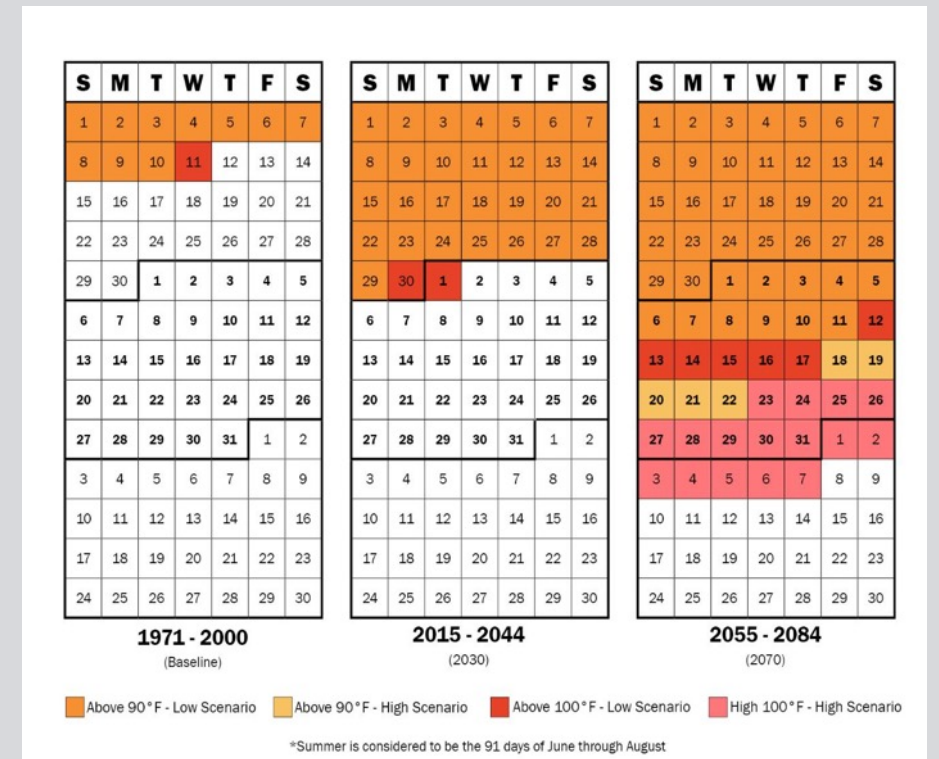 S M T W T F S
1 2 3 4 5 6 7
8 9 10 11 12 13 14
15 16 17 18 19 20 21
22 23 24 25 26 27 28
29 30 1 2 3 4 5
6 7 8 9 10 11 12
13 14 15 16 17 18 19
20 21 22 23 24 25 26
27 28 29 30 31 1 2
3 4 5 6 7 8 9
10 11 12 13 14 15 16
17 18 19 20 21 22 23
24 25 26 27 28 29 30
1971 - 2000
(Baseline)
S M T W T F S
1 2 3 4 5 6 7
8 9 10 11 12 13 14
15 16 17 18 19 20 21
22 23 24 25 26 27 28
29 30 1 2 3 4 5
6 7 8 9 10 11 12
13 14 15 16 17 18 19
20 21 22 23 24 25 26
27 28 29 30 31 1 2
3 4 5 6 7 8 9
10 11 12 13 14 15 16
17 18 19 20 21 22 23
24 25 26 27 28 29 30
2015 - 2044
(2030)
S M T W T F S
1 2 3 4 5 6 7
8 9 10 11 12 13 14
15 16 17 18 19 20 21
22 23 24 25 26 27 28
29 30 1 2 3 4 5
6 7 8 9 10 11 12
13 14 15 16 17 18 19
20 21 22 23 24 25 26
27 28 29 30 31 1 2
3 4 5 6 7 8 9
10 11 12 13 14 15 16
17 18 19 20 21 22 23
24 25 26 27 28 29 30
2055 - 2084
(2070)
Above 90°F - Low Scenario Above 90°F - High Scenario Above 100°F - Low Scenario High 100°F - High Scenario
*Summer is considered to be the 91 days of June through August